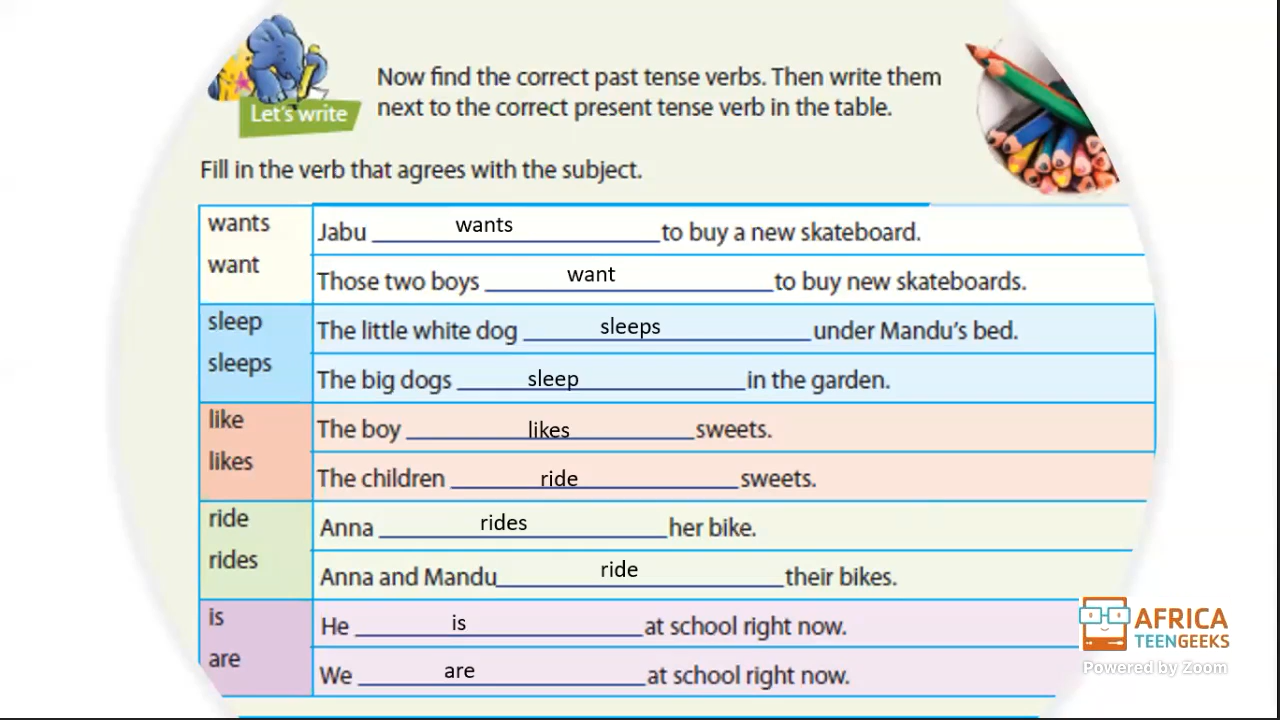 Now find the correct past tense verbs. Then write them
next to the correct present tense verb in the table.
Let's write
Fill in the verb that agrees with the subject.
wants
want
Jabu wants to buy a new skateboard.
Those two boys want to buy new skateboards.
sleep
sleeps
The little white dog sleeps under Mandu's bed.
The big dogs sleep in the garden.
like
likes
The boy likes sweets.
The children ride sweets.
ride
rides
Anna rides her bike.
Anna and Mandu ride their bikes.
is
are
He is at school right now.
We are at school right now.
AFRICA
TEENGEEKS
Powered by Zoom